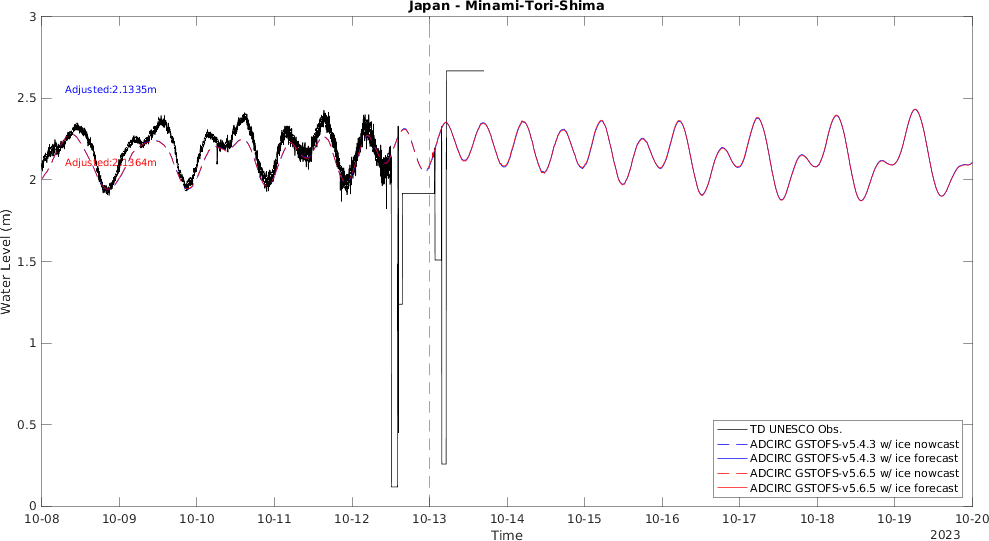 Japan - Minami-Tori-Shima
3
2.5
2
1.5
1
0.5
0
Water Level (m)
Adjusted:2.1335m
Adjusted:2.1364m
TD UNESCO Obs.
ADCIRC GSTOFS-v5.4.3 w/ ice nowcast
ADCIRC GSTOFS-v5.4.3 w/ ice forecast
ADCIRC GSTOFS-v5.6.5 w/ ice nowcast
ADCIRC GSTOFS-v5.6.5 w/ ice forecast
10-08 10-09 10-10 10-11 10-12 10-13 10-14 10-15 10-16 10-17 10-18 10-19 10-20
Time
2023